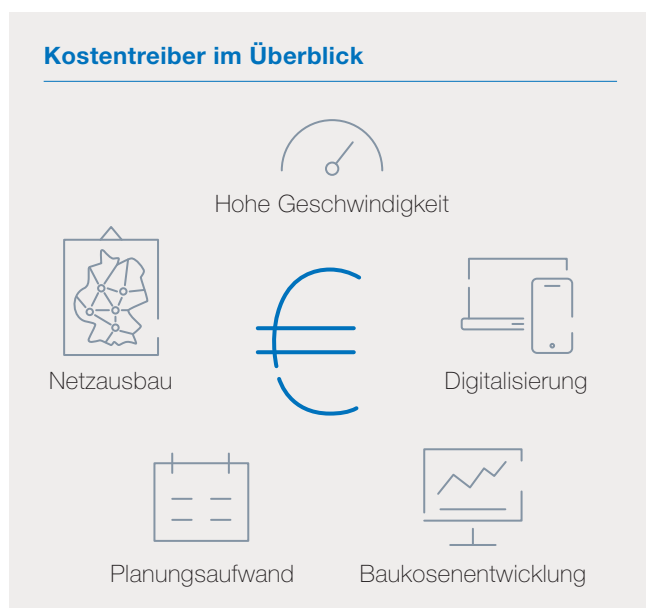 Kostentreiber im Überblick
Hohe Geschwindigkeit
Netzausbau
Digitalisierung
Planungsaufwand
Baukosenentwicklung